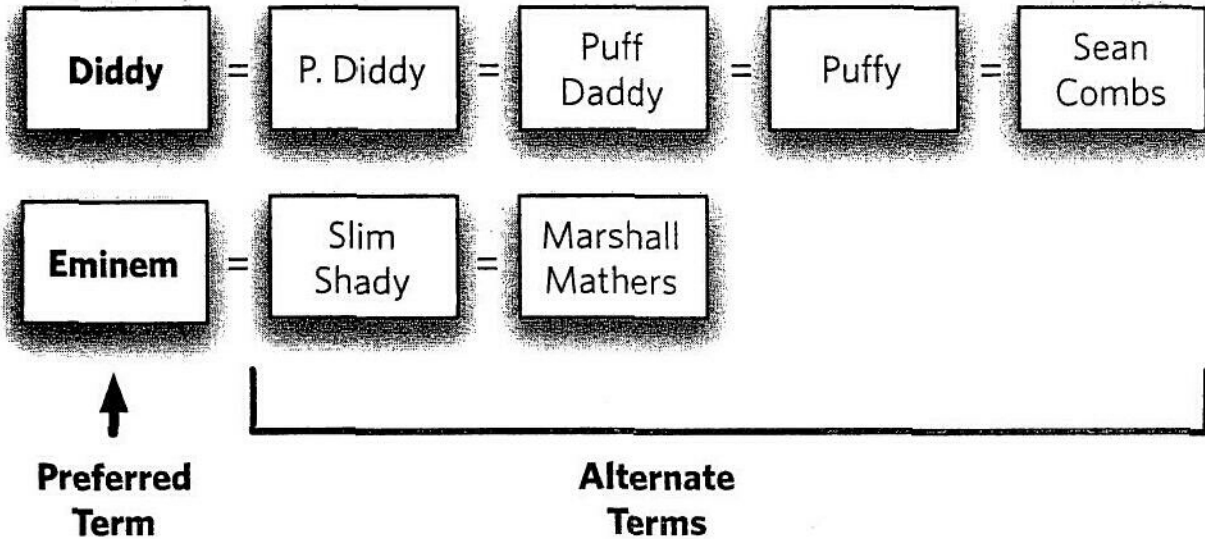 Diddy = P. Diddy = Puff Daddy = Puffy = Sean Combs
Eminem = Slim Shady = Marshall Mathers
Preferred Term
Alternate Terms